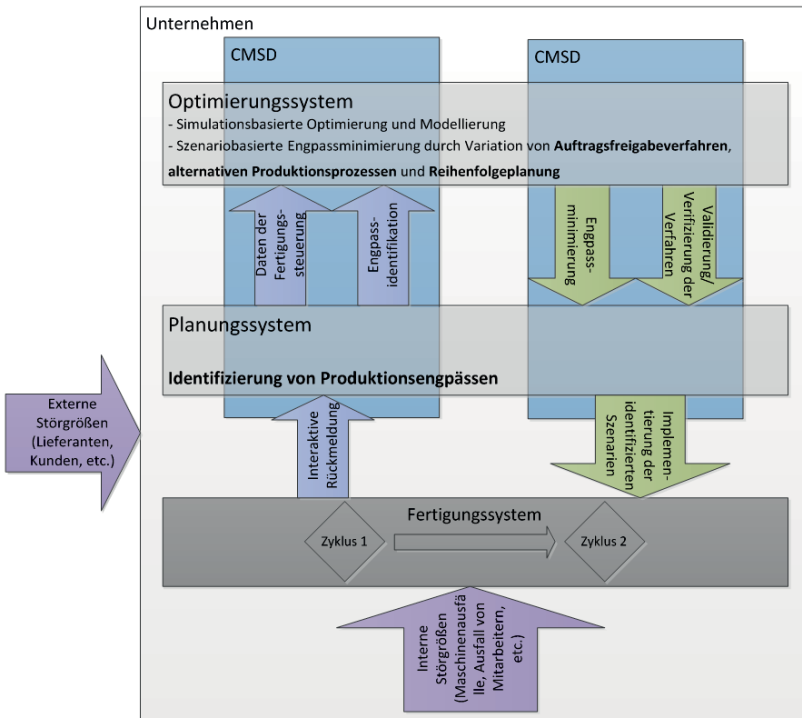 Unternehmen
CMSD
CMSD
Optimierungssystem
- Simulationsbasierte Optimierung und Modellierung
- Szenariobasierte Engpassminimierung durch Variation von Auftragsfreigabeverfahren,
alternativen Produktionsprozessen und Reihenfolgeplanung
Daten der
Fertigungs-
steuerung
Engpass-
identifikation
Engpass-
minimierung
Validierung/
Verifizierung der
Verfahren
Planungssystem
Identifizierung von Produktionsengpässen
Externe
Störgrößen
(Lieferanten,
Kunden, etc.)
Interaktive
Rückmeldung
Implemen-
tierung der
identifizierten
Szenarien
Fertigungssystem
Zyklus 1
Zyklus 2
Interne
Störgrößen
(Maschinenausfä
lle, Ausfall von
Mitarbeitern,
etc.)